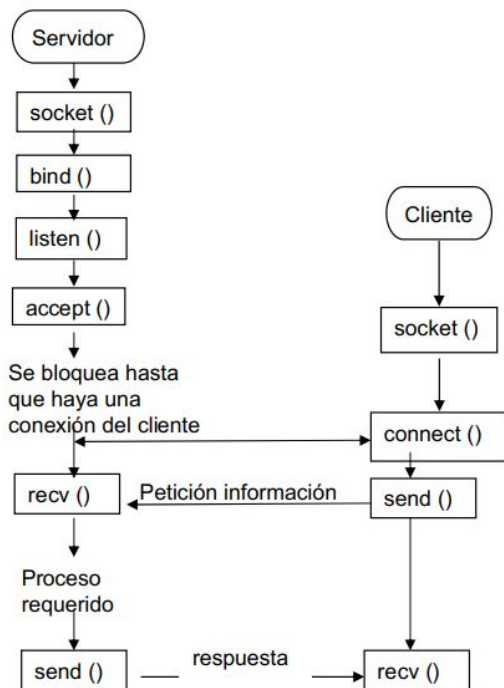 Servidor
socket ()
bind ()
listen ()
accept ()
Se bloquea hasta
que haya una
conexión del cliente
recv ()
Proceso
requerido
send ()
Cliente
socket ()
connect ()
send ()
Petición información
respuesta
recv ()